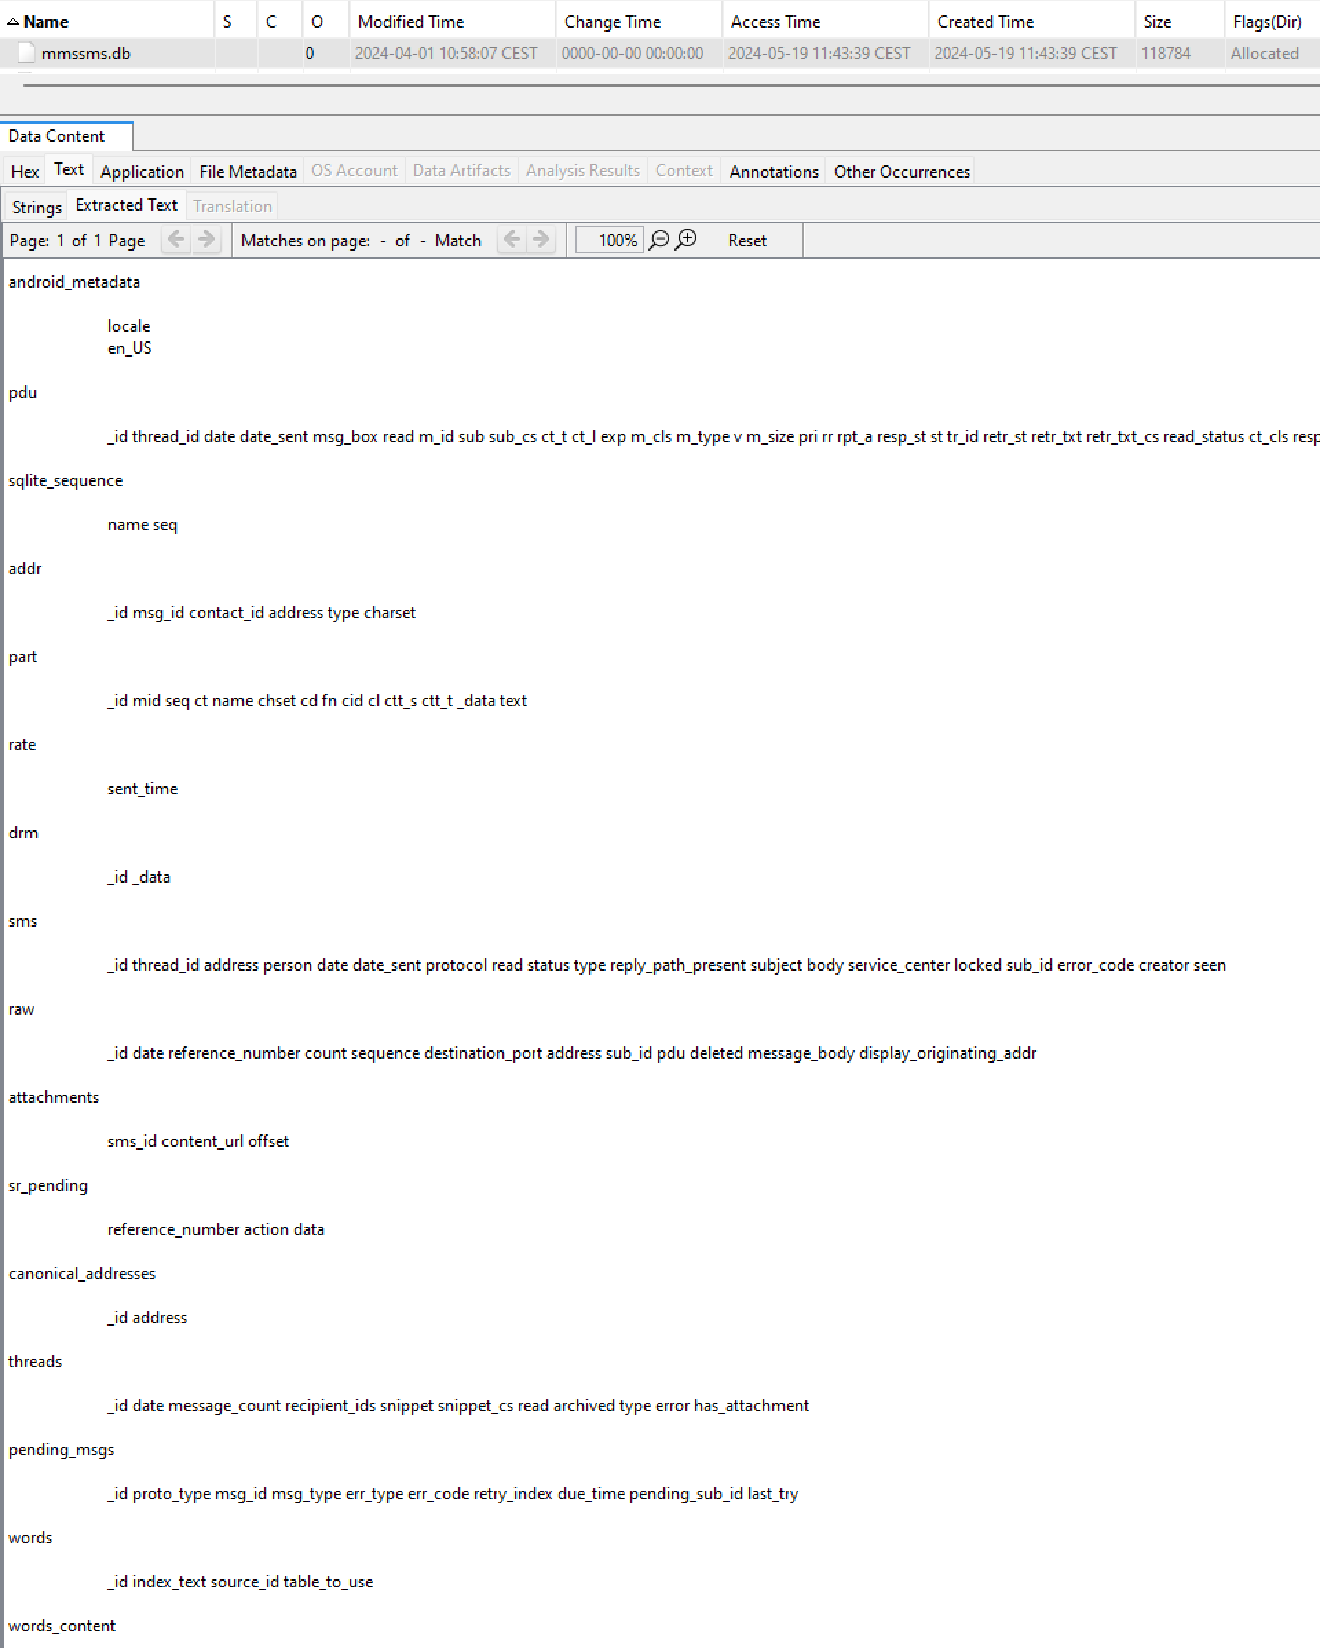 Name S C O Modified Time Change Time Access Time Created Time Size Flags(Dir)
mmssms.db 0 2024-04-01 10:58:07 CEST 0000-00-00 00:00:00 2024-05-19 11:43:39 CEST 2024-05-19 11:43:39 CEST 118784 Allocated
Data Content
Hex Text Application File Metadata OS Account Data Artifacts Analysis Results Context Annotations Other Occurrences
Strings Extracted Text Translation
Page: 1 of 1 Page Matches on page: - of - Match 100% Reset
android_metadata
locale
en_US
pdu
_id thread_id date date_sent msg_box read m_id sub sub_cs ct_t ct_l exp m_cls m_type v m_size pri rr rpt_a resp_st st tr_id retr_st retr_txt retr_txt_cs read_status ct_cls resp
sqlite_sequence
name seq
addr
_id msg_id contact_id address type charset
part
_id mid seq ct name chset cd fn cid cl ctt_s ctt_t _data text
rate
sent_time
drm
_id _data
sms
_id thread_id address person date date_sent protocol read status type reply_path_present subject body service_center locked sub_id error_code creator seen
raw
_id date reference_number count sequence destination_port address sub_id pdu deleted message_body display_originating_addr
attachments
sms_id content_url offset
sr_pending
reference_number action data
canonical_addresses
_id address
threads
_id date message_count recipient_ids snippet snippet_cs read archived type error has_attachment
pending_msgs
_id proto_type msg_id msg_type err_type err_code retry_index due_time pending_sub_id last_try
words
_id index_text source_id table_to_use
words_content